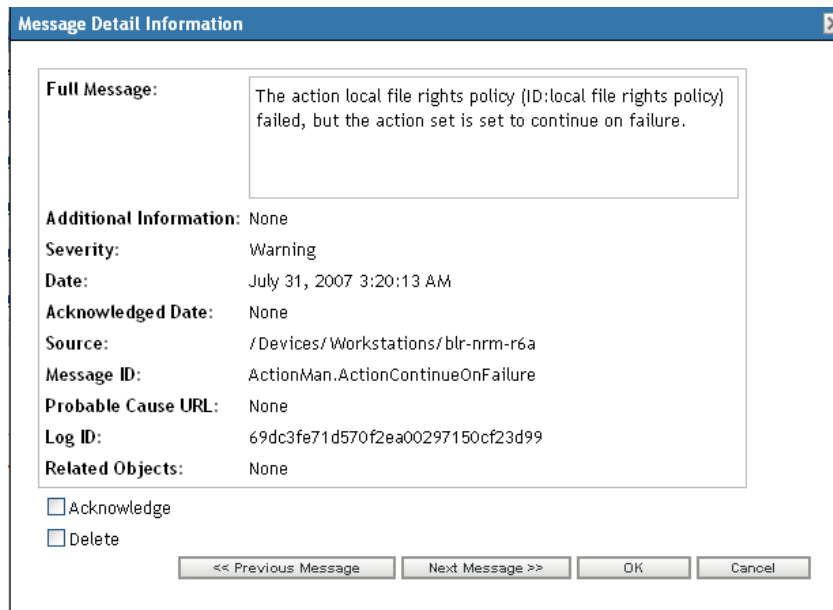 Message Detail Information
Full Message:
The action local file rights policy (ID:local file rights policy)
failed, but the action set is set to continue on failure.
Additional Information: None
Severity: Warning
Date: July 31, 2007 3:20:13 AM
Acknowledged Date: None
Source: /Devices/Workstations/blr-nrm-r6a
Message ID: ActionMan.ActionContinueOnFailure
Probable Cause URL: None
Log ID: 69dc3fe71d570f2ea00297150cf23d99
Related Objects: None
Acknowledge
Delete
<< Previous Message Next Message >> OK Cancel